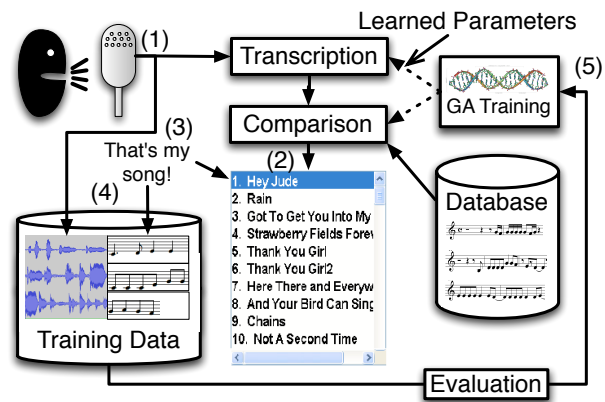 Learned Parameters
(1)
Transcription
(5)
GA Training
Comparison
(3)
That's my
song!
(2)
(4)
1. Hey Jude
2. Rain
3. Got To Get You Into My
4. Strawberry Fields Forev
5. Thank You Girl
6. Thank You Girl2
7. Here There and Everyw
8. And Your Bird Can Sing
9. Chains
10. Not A Second Time
Database
Training Data
Evaluation